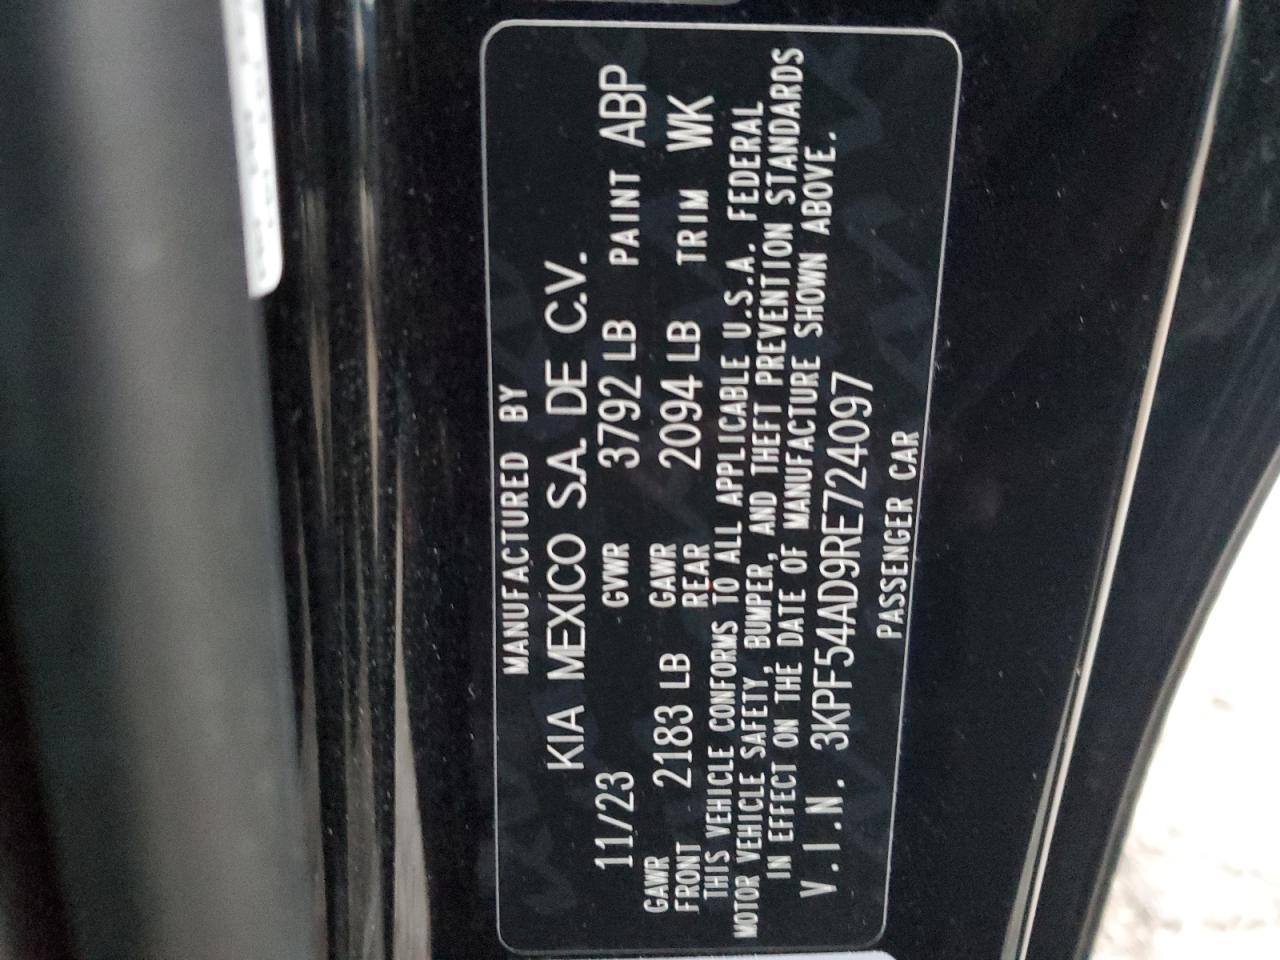 MANUFACTURED BY
KIA MEXICO S.A. DE C.V.
11/23 GVWR 3792 LB PAINT ABP
GAWR FRONT 2183 LB GAWR REAR 2094 LB TRIM WK
THIS VEHICLE CONFORMS TO ALL APPLICABLE U.S.A. FEDERAL
MOTOR VEHICLE SAFETY, BUMPER, AND THEFT PREVENTION STANDARDS
IN EFFECT ON THE DATE OF MANUFACTURE SHOWN ABOVE.
V.I.N. 3KPF54AD9RE724097
PASSENGER CAR